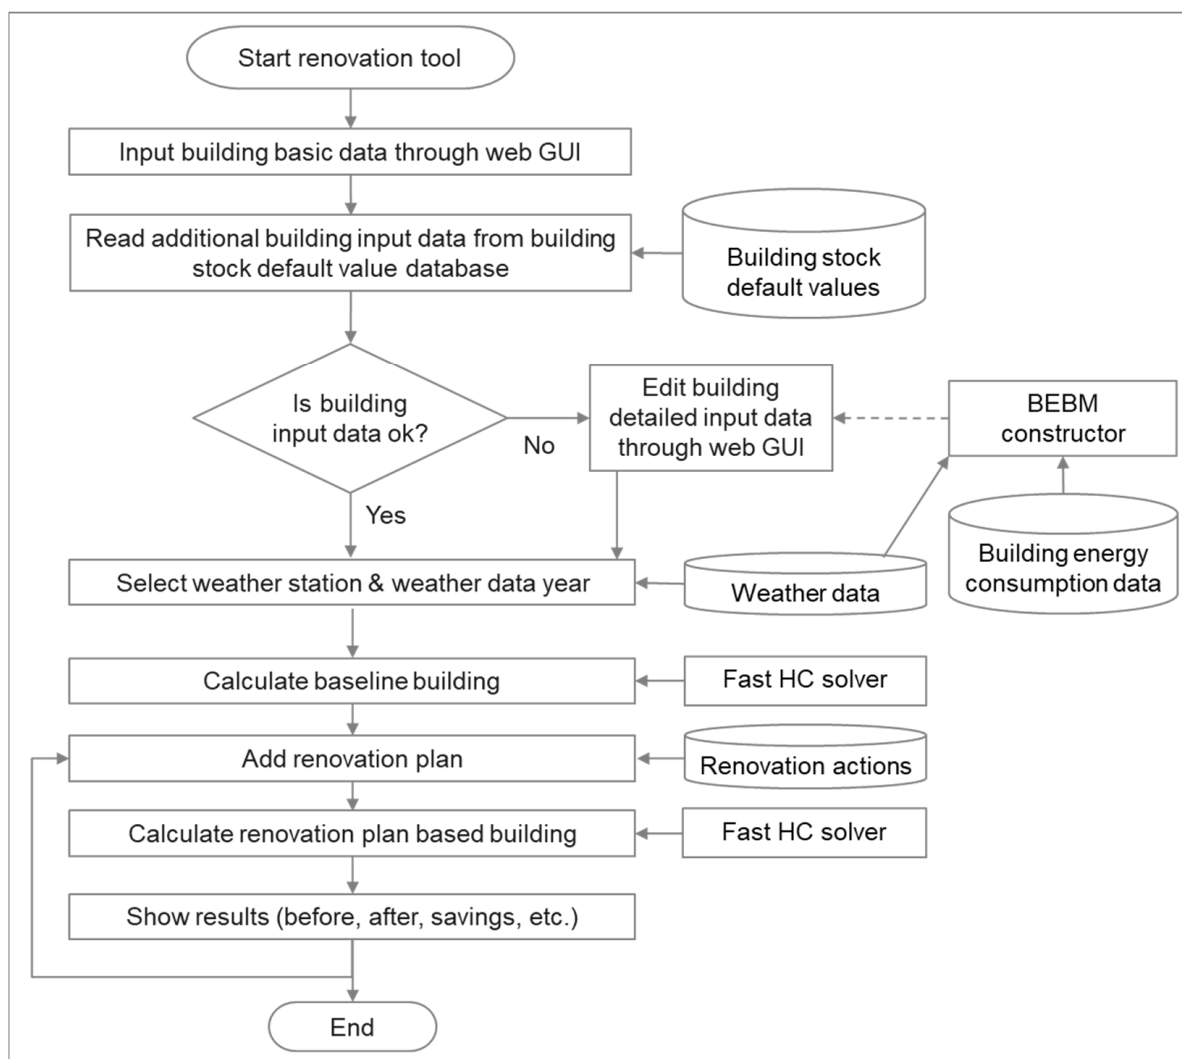 Start renovation tool
Input building basic data through web GUI
Read additional building input data from building
stock default value database
Building stock
default values
Is building
input data ok?
No
Yes
Edit building
detailed input data
through web GUI
BEBM
constructor
Building energy
consumption data
Select weather station & weather data year
Weather data
Calculate baseline building
Fast HC solver
Add renovation plan
Renovation actions
Calculate renovation plan based building
Fast HC solver
Show results (before, after, savings, etc.)
End